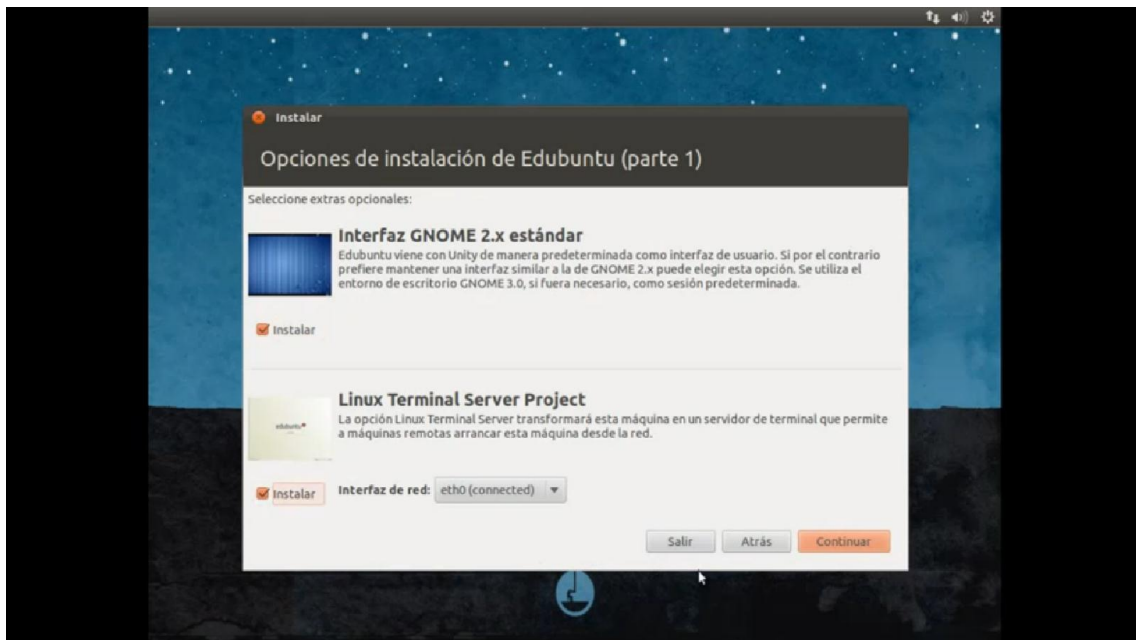 Instalar
Opciones de instalación de Edubuntu (parte 1)
Seleccione extras opcionales:
Interfaz GNOME 2.x estándar
Edubuntu viene con Unity de manera predeterminada como interfaz de usuario. Si por el contrario
prefiere mantener una interfaz similar a la de GNOME 2.x puede elegir esta opción. Se utiliza el
entorno de escritorio GNOME 3.0, si fuera necesario, como sesión predeterminada.
Instalar
Linux Terminal Server Project
La opción Linux Terminal Server transformará esta máquina en un servidor de terminal que permite
a máquinas remotas arrancar esta máquina desde la red.
edubuntu
Instalar Interfaz de red: eth0 (connected)
Salir Atrás Continuar